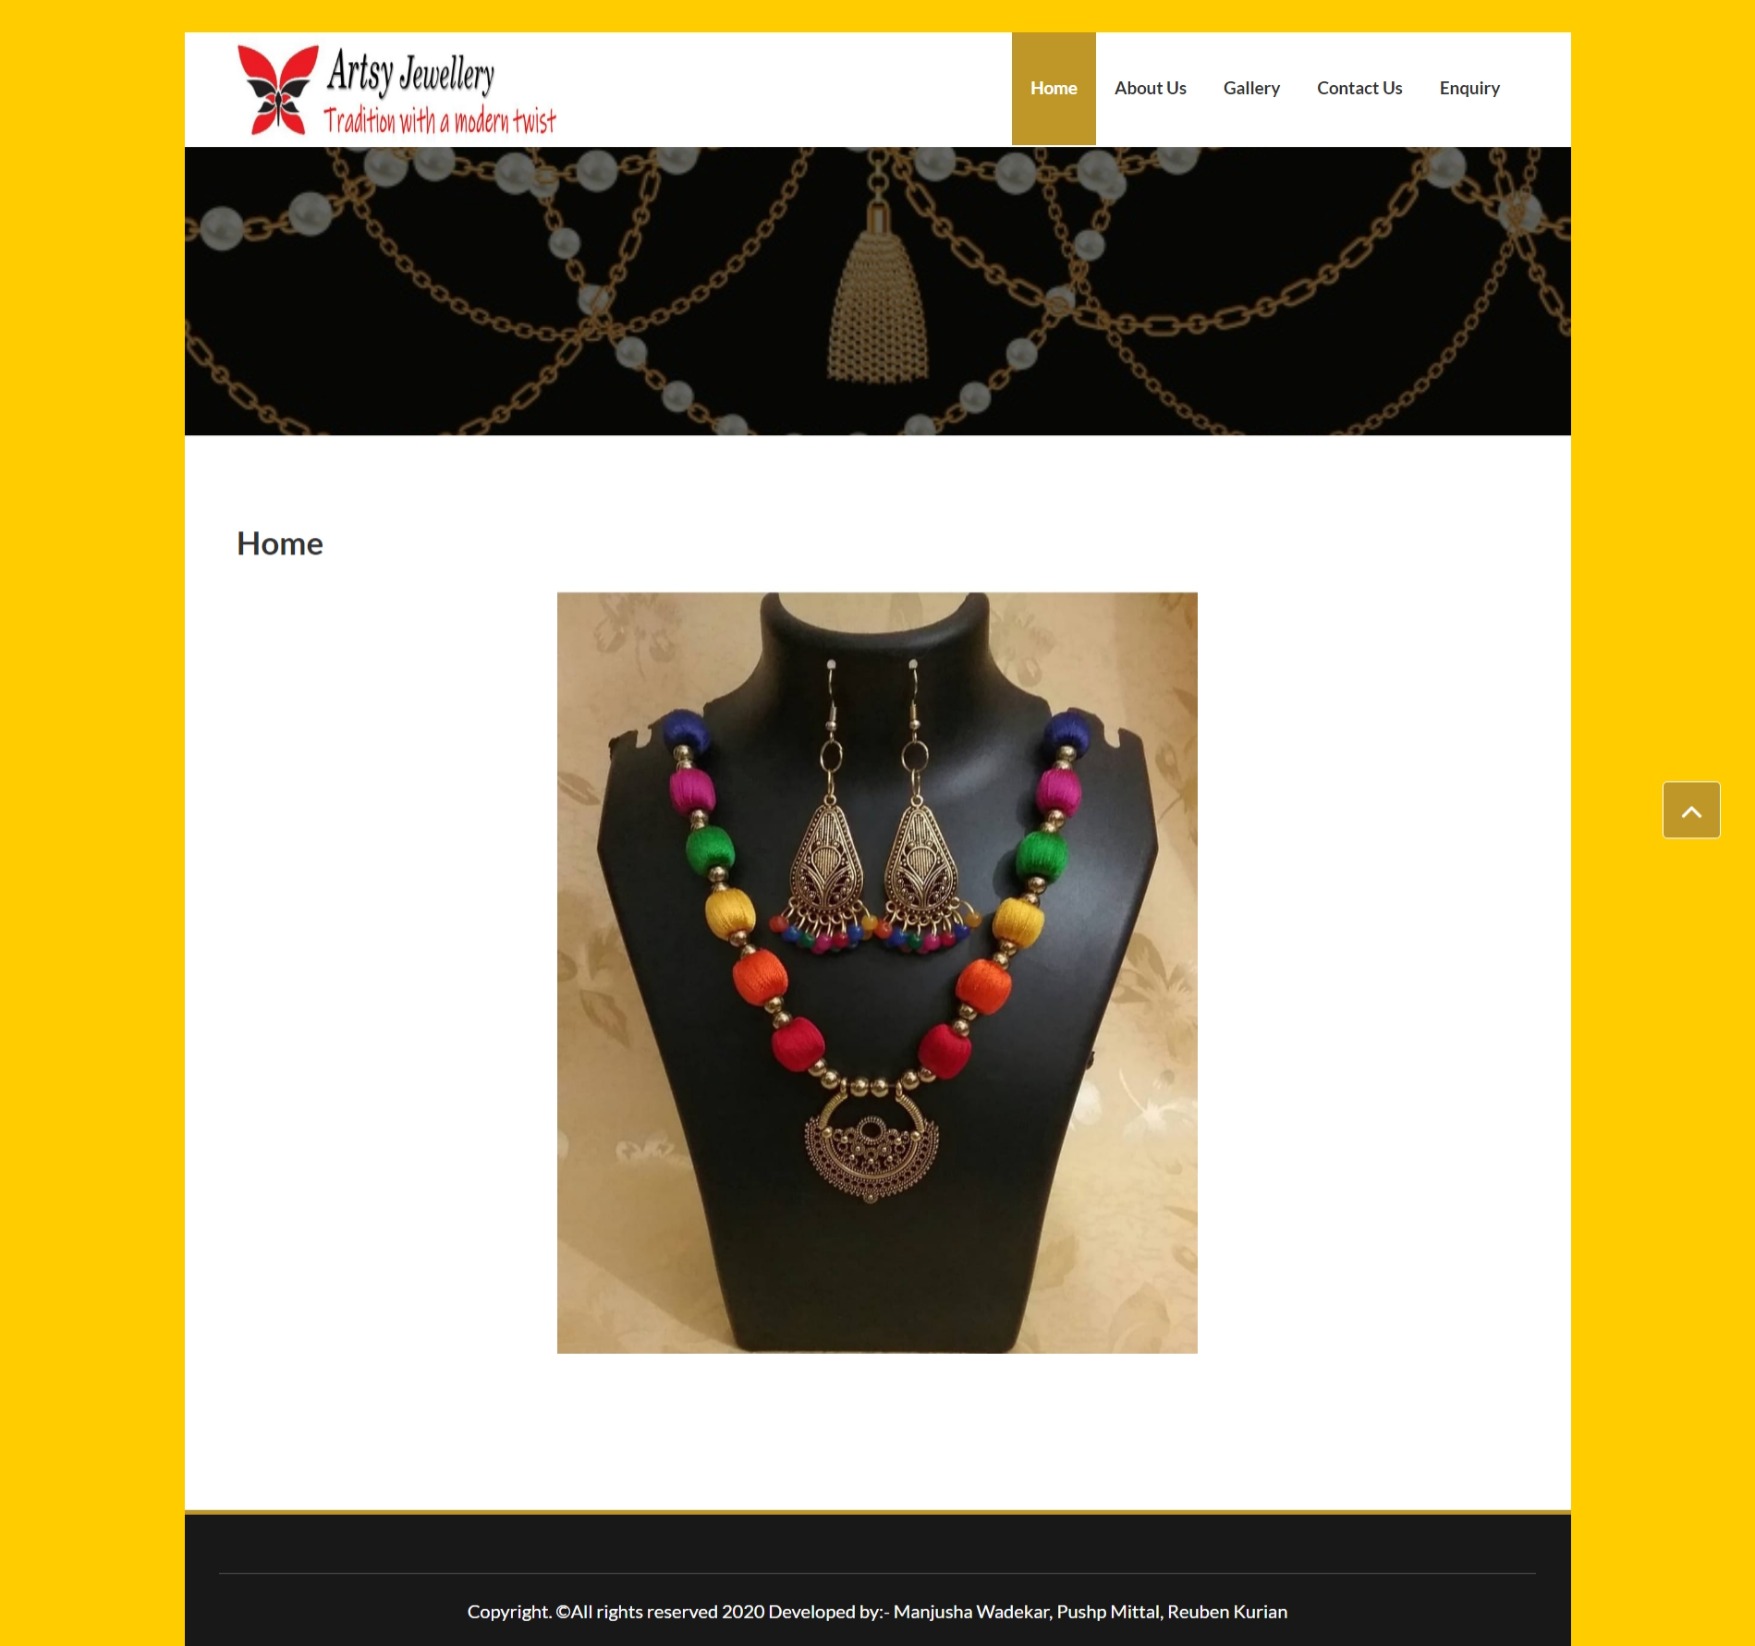 Artsy Jewellery
Tradition with a modern twist
Home
About Us
Gallery
Contact Us
Enquiry
Home
Copyright. ©All rights reserved 2020 Developed by:- Manjusha Wadekar, Pushp Mittal, Reuben Kurian